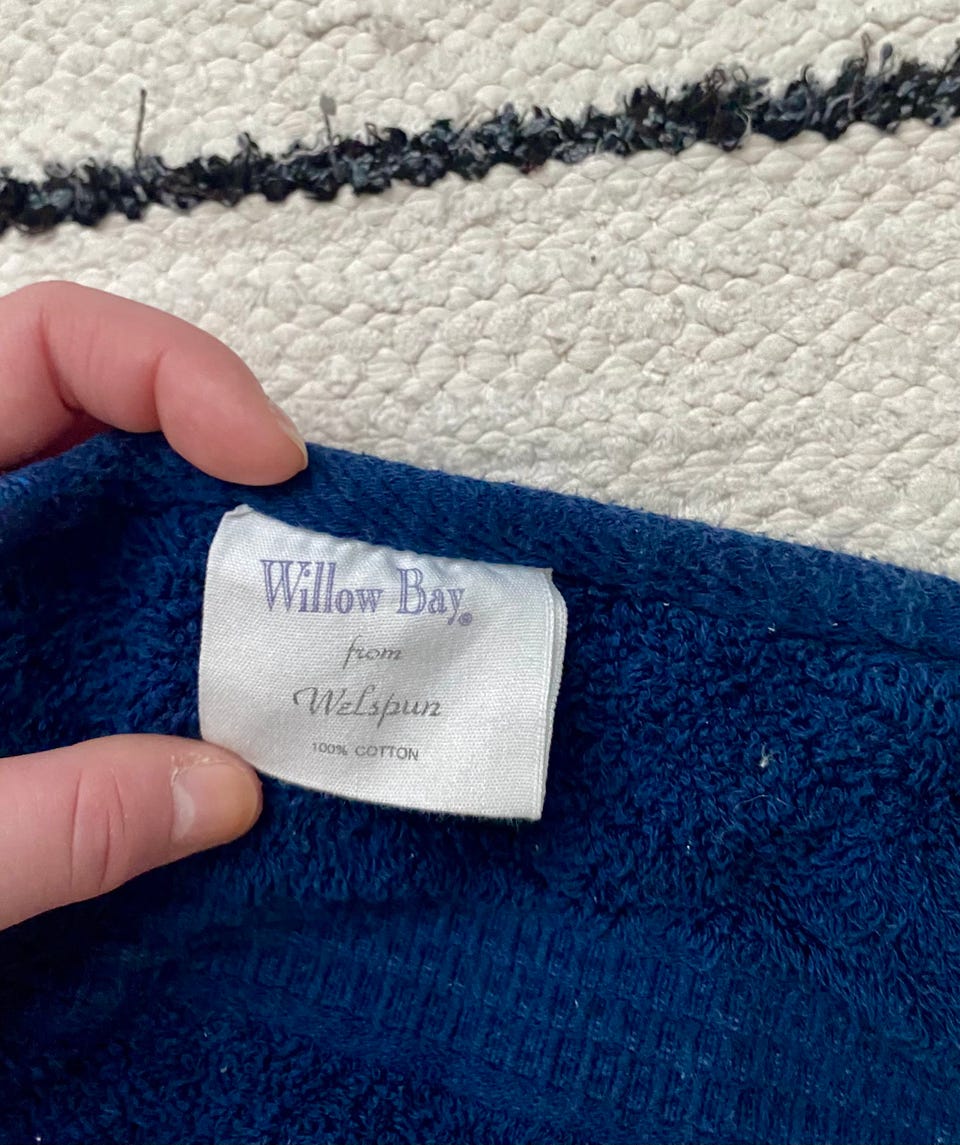 Willow Bay®
from
Welspun
100% COTTON